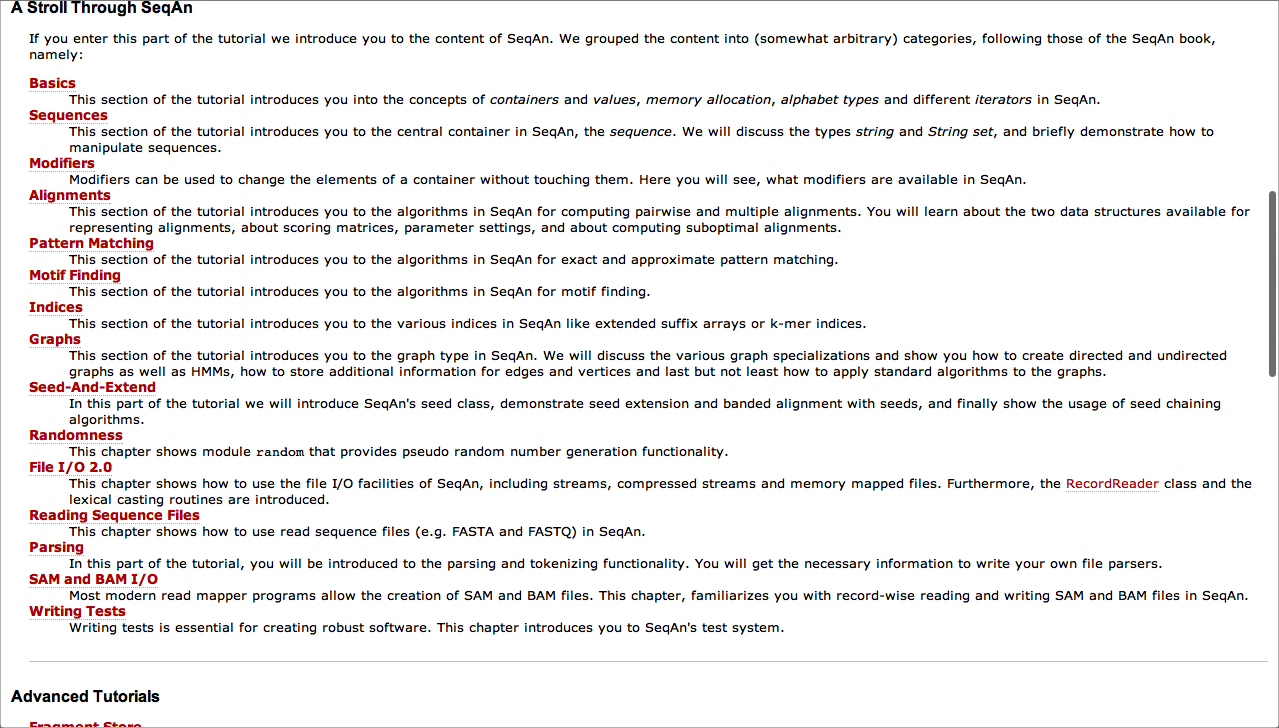 A Stroll Through SeqAn
If you enter this part of the tutorial we introduce you to the content of SeqAn. We grouped the content into (somewhat arbitrary) categories, following those of the SeqAn book,
namely:
Basics
This section of the tutorial introduces you into the concepts of containers and values, memory allocation, alphabet types and different iterators in SeqAn.
Sequences
This section of the tutorial introduces you to the central container in SeqAn, the sequence. We will discuss the types string and String set, and briefly demonstrate how to
manipulate sequences.
Modifiers
Modifiers can be used to change the elements of a container without touching them. Here you will see, what modifiers are available in SeqAn.
Alignments
This section of the tutorial introduces you to the algorithms in SeqAn for computing pairwise and multiple alignments. You will learn about the two data structures available for
representing alignments, about scoring matrices, parameter settings, and about computing suboptimal alignments.
Pattern Matching
This section of the tutorial introduces you to the algorithms in SeqAn for exact and approximate pattern matching.
Motif Finding
This section of the tutorial introduces you to the algorithms in SeqAn for motif finding.
Indices
This section of the tutorial introduces you to the various indices in SeqAn like extended suffix arrays or k-mer indices.
Graphs
This section of the tutorial introduces you to the graph type in SeqAn. We will discuss the various graph specializations and show you how to create directed and undirected
graphs as well as HMMs, how to store additional information for edges and vertices and last but not least how to apply standard algorithms to the graphs.
Seed-And-Extend
In this part of the tutorial we will introduce SeqAn's seed class, demonstrate seed extension and banded alignment with seeds, and finally show the usage of seed chaining
algorithms.
Randomness
This chapter shows module random that provides pseudo random number generation functionality.
File I/O 2.0
This chapter shows how to use the file I/O facilities of SeqAn, including streams, compressed streams and memory mapped files. Furthermore, the RecordReader class and the
lexical casting routines are introduced.
Reading Sequence Files
This chapter shows how to use read sequence files (e.g. FASTA and FASTQ) in SeqAn.
Parsing
In this part of the tutorial, you will be introduced to the parsing and tokenizing functionality. You will get the necessary information to write your own file parsers.
SAM and BAM I/O
Most modern read mapper programs allow the creation of SAM and BAM files. This chapter, familiarizes you with record-wise reading and writing SAM and BAM files in SeqAn.
Writing Tests
Writing tests is essential for creating robust software. This chapter introduces you to SeqAn's test system.
Advanced Tutorials
Fragment Store